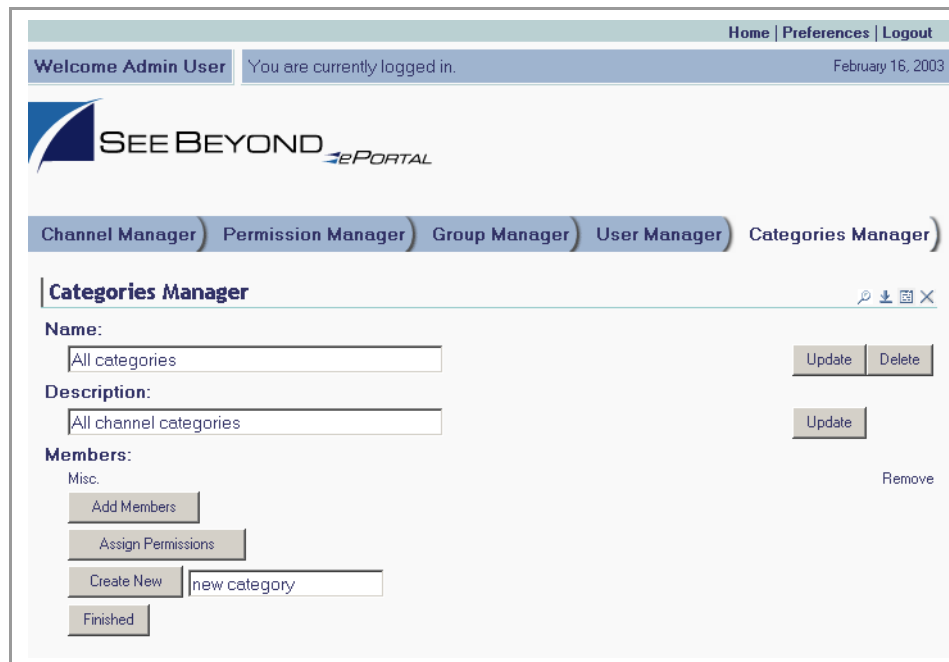 Home | Preferences | Logout
Welcome Admin User You are currently logged in. February 16, 2003
SEEBEYOND ePORTAL
Channel Manager Permission Manager Group Manager User Manager Categories Manager
Categories Manager
Name:
All categories Update Delete
Description:
All channel categories Update
Members:
Misc. Remove
Add Members
Assign Permissions
Create New new category
Finished